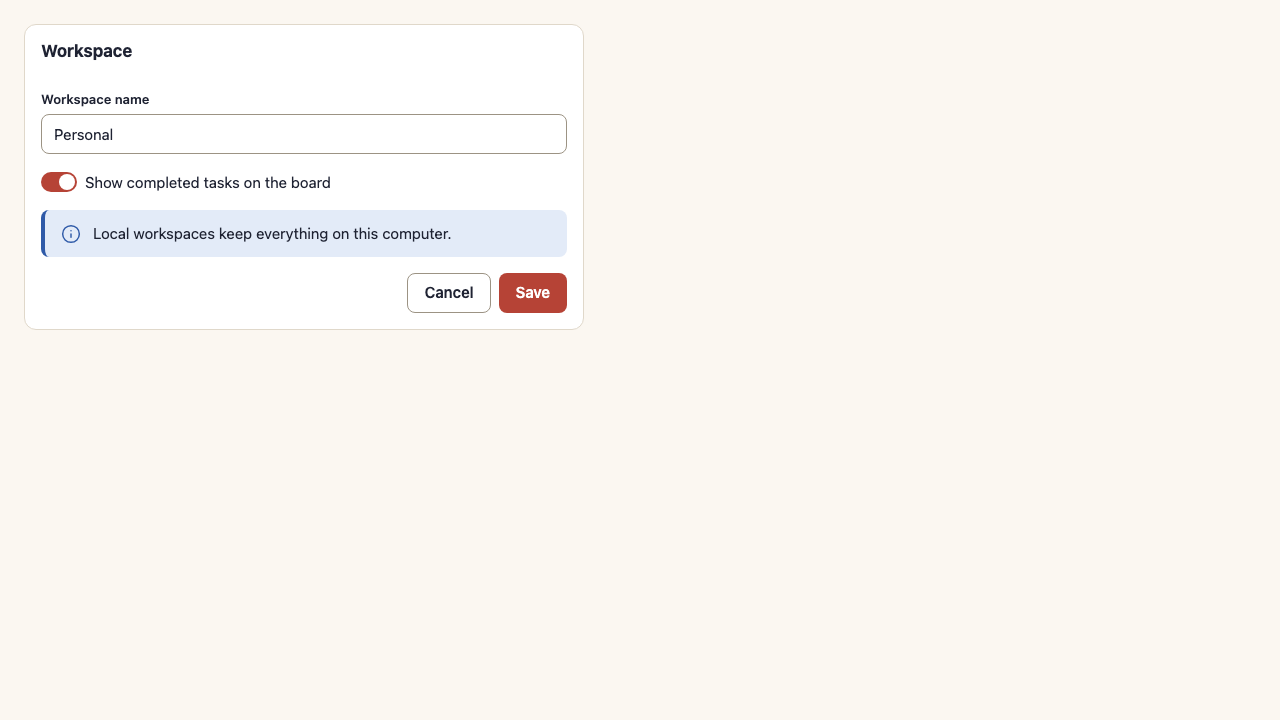 Workspace
Workspace name
Personal
Show completed tasks on the board
Local workspaces keep everything on this computer.
Cancel
Save